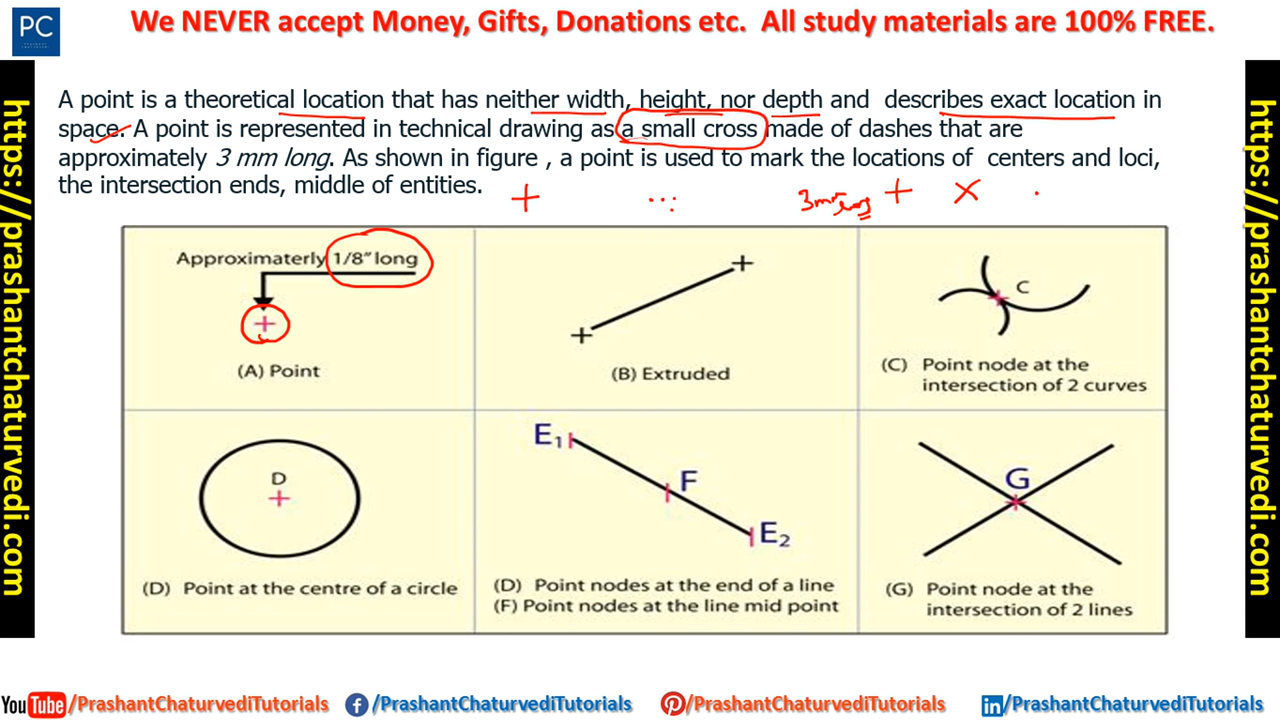 PC
We NEVER accept Money, Gifts, Donations etc. All study materials are 100% FREE.
https://prashantchaturvedi.com
A point is a theoretical location that has neither width, height, nor depth and describes exact location in
space. A point is represented in technical drawing as a small cross made of dashes that are
approximately 3 mm long. As shown in figure , a point is used to mark the locations of centers and loci,
the intersection ends, middle of entities.
+ 3mm long + ×
Approximaterly 1/8″ long
(A) Point
(B) Extruded
C
(C) Point node at the
intersection of 2 curves
D
(D) Point at the centre of a circle
E1
F
E2
(D) Point nodes at the end of a line
(F) Point nodes at the line mid point
G
(G) Point node at the
intersection of 2 lines
https://prashantchaturvedi.com
YouTube/PrashantChaturvediTutorials f/PrashantChaturvediTutorials /PrashantChaturvediTutorials in/PrashantChaturvediTutorials